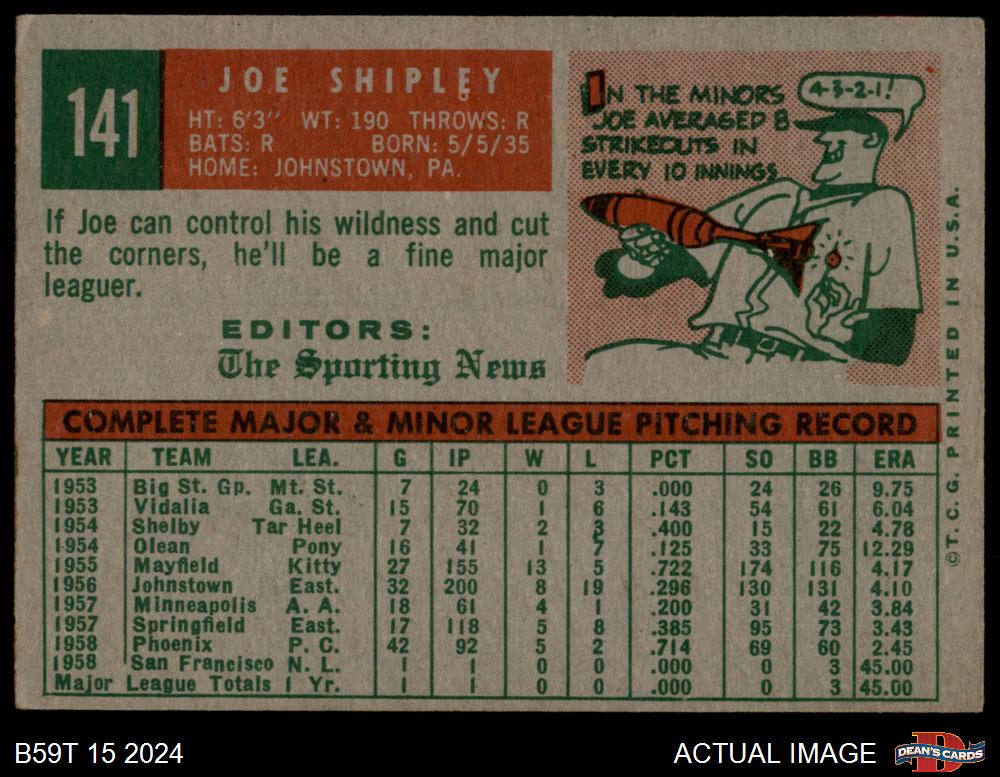 141
JOE SHIPLEY
HT: 6'3" WT: 190 THROWS: R
BATS: R BORN: 5/5/35
HOME: JOHNSTOWN, PA.
If Joe can control his wildness and cut
the corners, he'll be a fine major
leaguer.
EDITORS:
The Sporting News
IN THE MINORS
JOE AVERAGED 8
STRIKEOUTS IN
EVERY 10 INNINGS
4-3-2-1!
COMPLETE MAJOR & MINOR LEAGUE PITCHING RECORD
YEAR TEAM LEA. G IP W L PCT SO BB ERA
1953 Big St. Gp. Mt. St. 7 24 0 3 .000 24 26 9.75
1953 Vidalia Ga. St. 15 70 1 6 .143 54 61 6.04
1954 Shelby Tar Heel 7 32 2 3 .400 15 22 4.78
1954 Olean Pony 16 41 1 7 .125 33 75 12.29
1955 Mayfield Kitty 27 155 13 5 .722 174 116 4.17
1956 Johnstown East. 32 200 8 19 .296 130 131 4.10
1957 Minneapolis A. A. 18 61 4 1 .200 31 42 3.84
1957 Springfield East. 17 118 5 8 .385 95 73 3.43
1958 Phoenix P. C. 42 92 5 2 .714 69 60 2.45
1958 San Francisco N. L. 1 1 0 0 .000 0 3 45.00
Major League Totals 1 Yr. 1 1 0 0 .000 0 3 45.00
©T. C. G. PRINTED IN U.S.A.
B59T 15 2024
ACTUAL IMAGE
DEAN'S CARDS